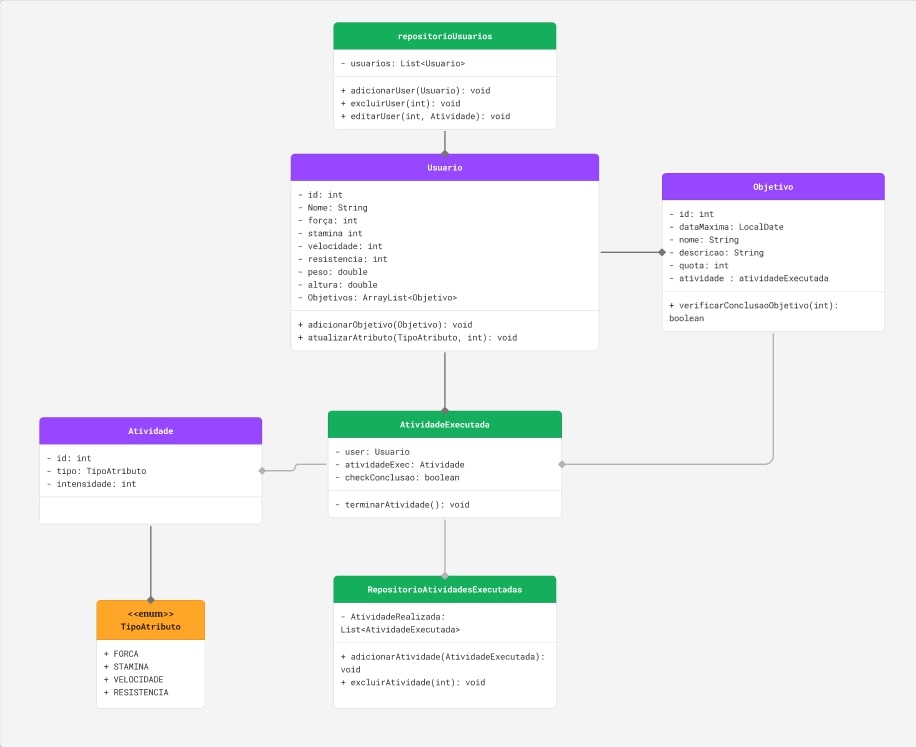 repositorioUsuarios
- usuarios: List<Usuario>
+ adicionarUser(Usuario): void
+ excluirUser(int): void
+ editarUser(int, Atividade): void
Usuario
- id: int
- Nome: String
- força: int
- stamina int
- velocidade: int
- resistencia: int
- peso: double
- altura: double
- Objetivos: ArrayList<Objetivo>
+ adicionarObjetivo(Objetivo): void
+ atualizarAtributo(TipoAtributo, int): void
Objetivo
- id: int
- dataMaxima: LocalDate
- nome: String
- descricao: String
- quota: int
- atividade : atividadeExecutada
+ verificarConclusaoObjetivo(int):
boolean
Atividade
- id: int
- tipo: TipoAtributo
- intensidade: int
AtividadeExecutada
- user: Usuario
- atividadeExec: Atividade
- checkConclusao: boolean
- terminarAtividade(): void
<<enum>>
TipoAtributo
+ FORCA
+ STAMINA
+ VELOCIDADE
+ RESISTENCIA
RepositorioAtividadesExecutadas
- AtividadeRealizada:
List<AtividadeExecutada>
+ adicionarAtividade(AtividadeExecutada):
void
+ excluirAtividade(int): void